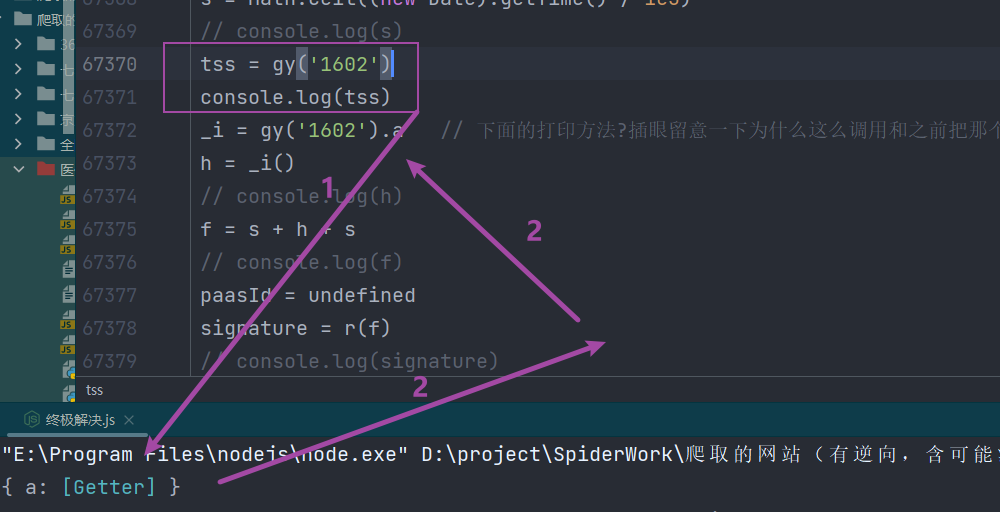 爬取的
67369 // console.log(s)
67370 tss = gy('1602')
67371 console.log(tss)
67372 _i = gy('1602').a // 下面的打印方法?插眼留意一下为什么这么调用和之前把那个
67373 h = _i()
67374 // console.log(h)
67375 f = s + h + s
67376 // console.log(f)
67377 paasId = undefined
67378 signature = r(f)
67379 // console.log(signature)
1
2
2
36
七
七
京
全
医
JS
JS
JS
JS
JS
tss
终极解决.js
"E:\Program Files\nodejs\node.exe" D:\project\SpiderWork\爬取的网站（有逆向，含可能
{ a: [Getter] }